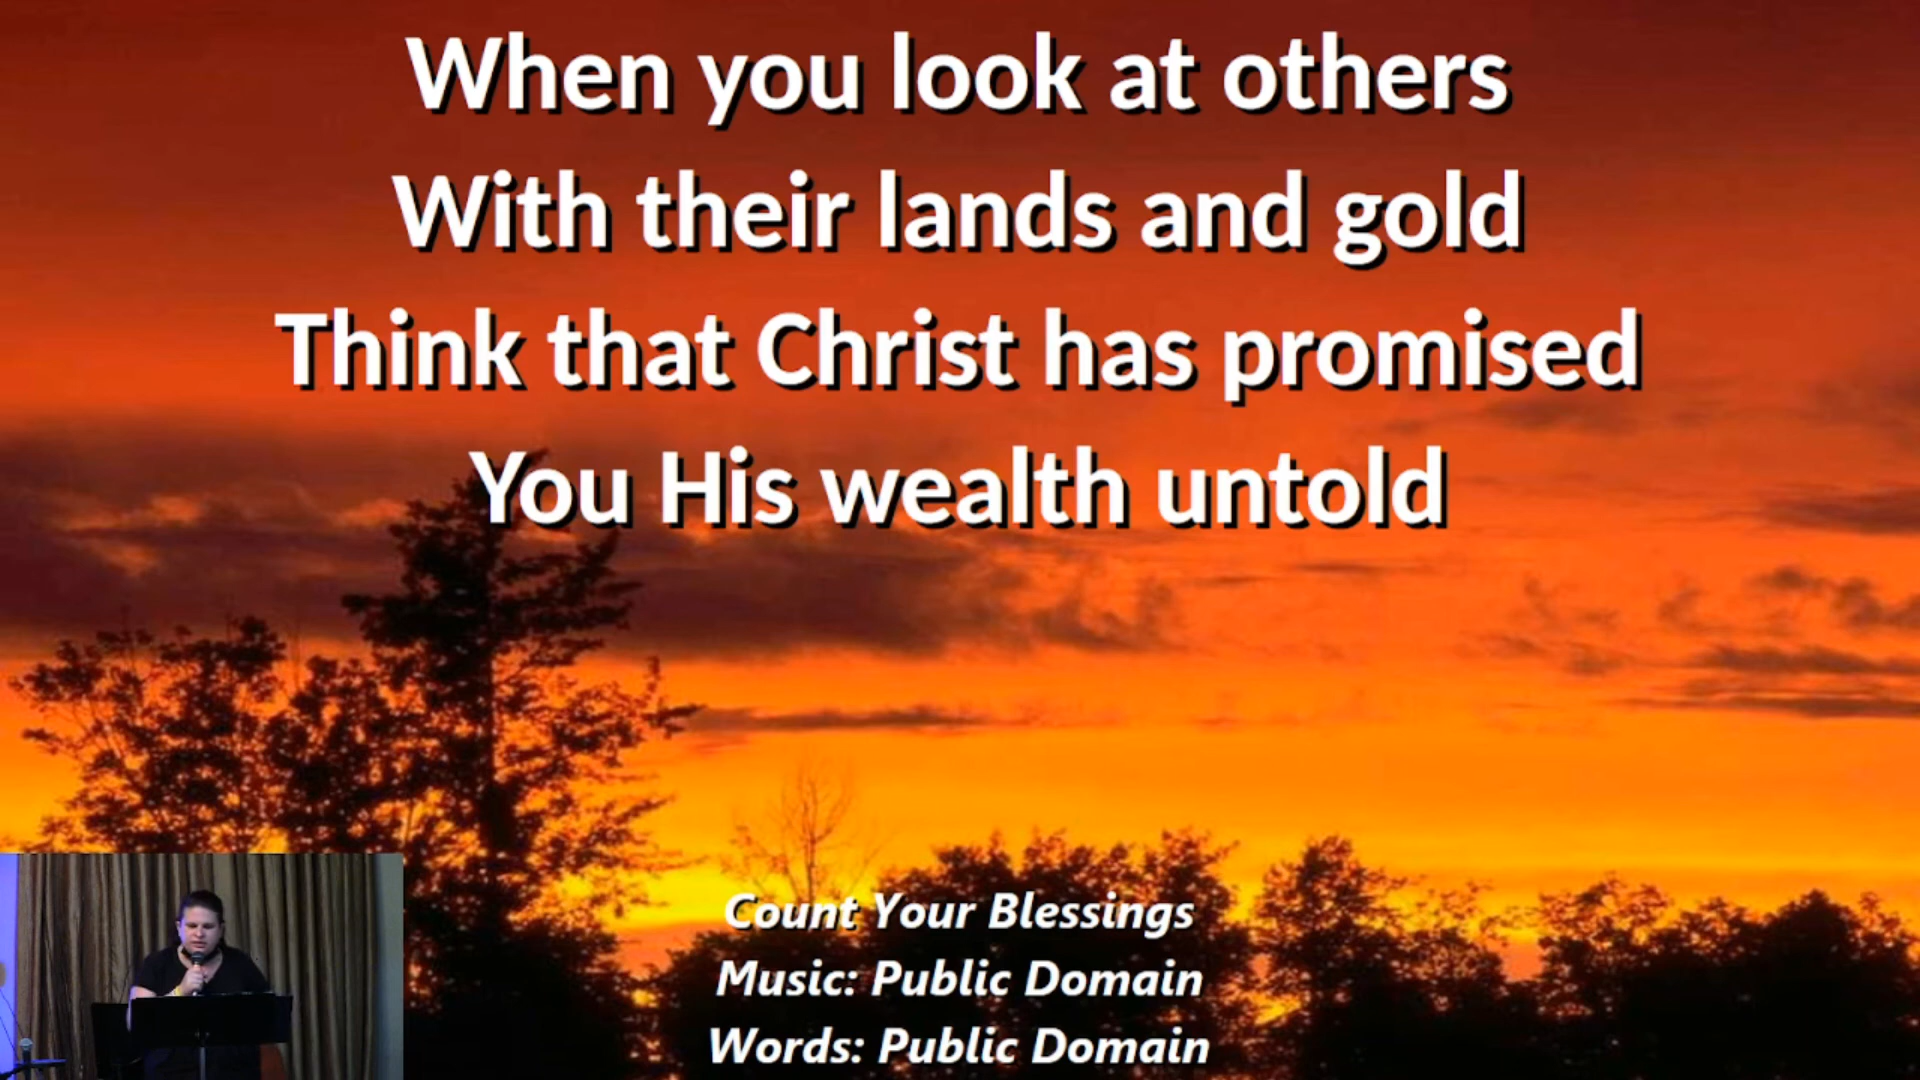 When you look at others
With their lands and gold
Think that Christ has promised
You His wealth untold
Count Your Blessings
Music: Public Domain
Words: Public Domain